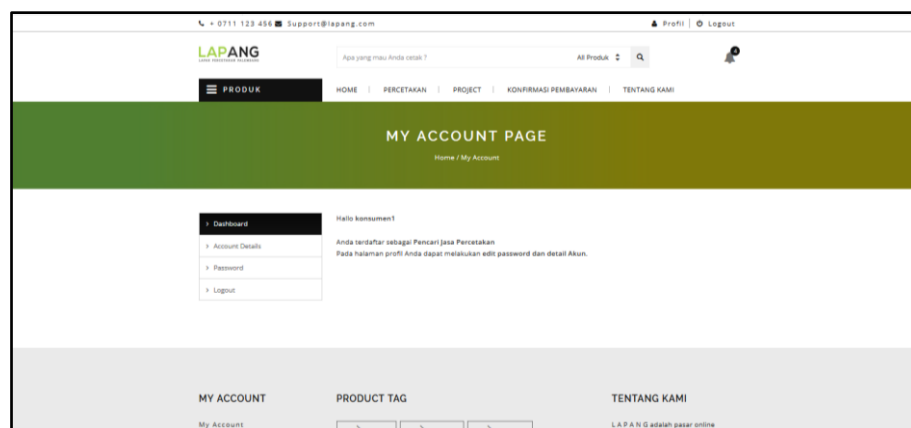 + 0711 123 456 Support@lapang.com
Profil | Logout
LAPANG
Apa yang mau Anda cetak ?
All Produk
PRODUK
HOME | PERCETAKAN | PROJECT | KONFIRMASI PEMBAYARAN | TENTANG KAMI
MY ACCOUNT PAGE
Home / My Account
Dashboard
Account Details
Password
Logout
Hallo konsumen1
Anda terdaftar sebagai Pencari Jasa Percetakan
Pada halaman profil Anda dapat melakukan edit password dan detail Akun.
MY ACCOUNT
My Account
PRODUCT TAG
TENTANG KAMI
L A P A N G adalah pasar online